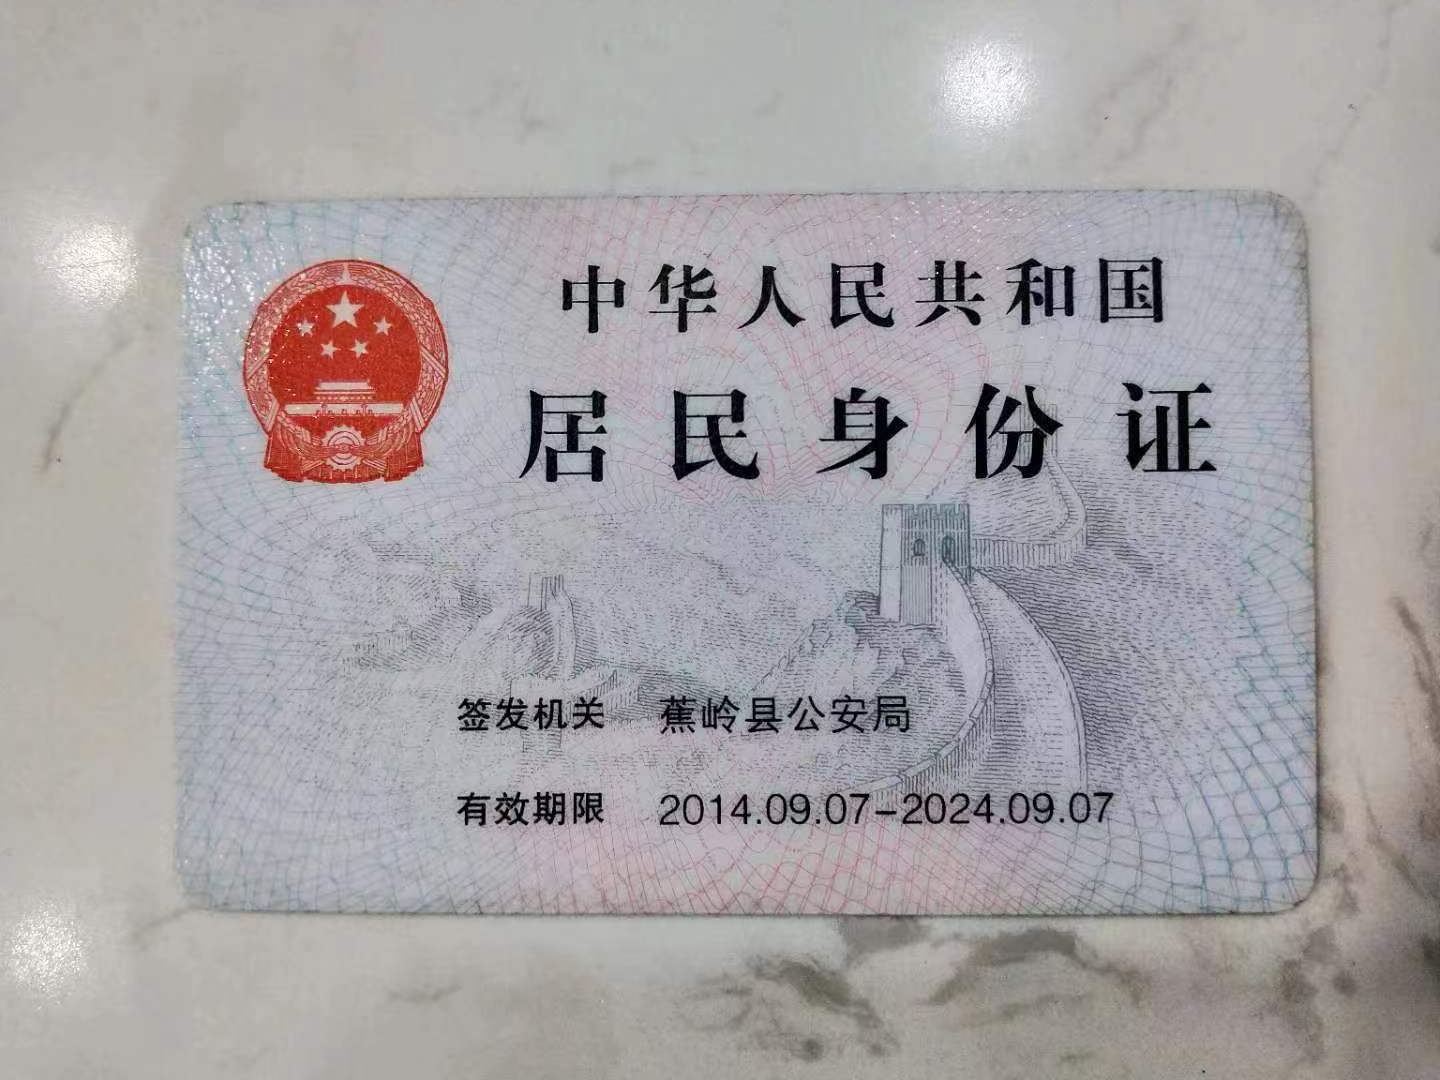 中华人民共和国
居民身份证
签发机关 蕉岭县公安局
有效期限 2014.09.07-2024.09.07